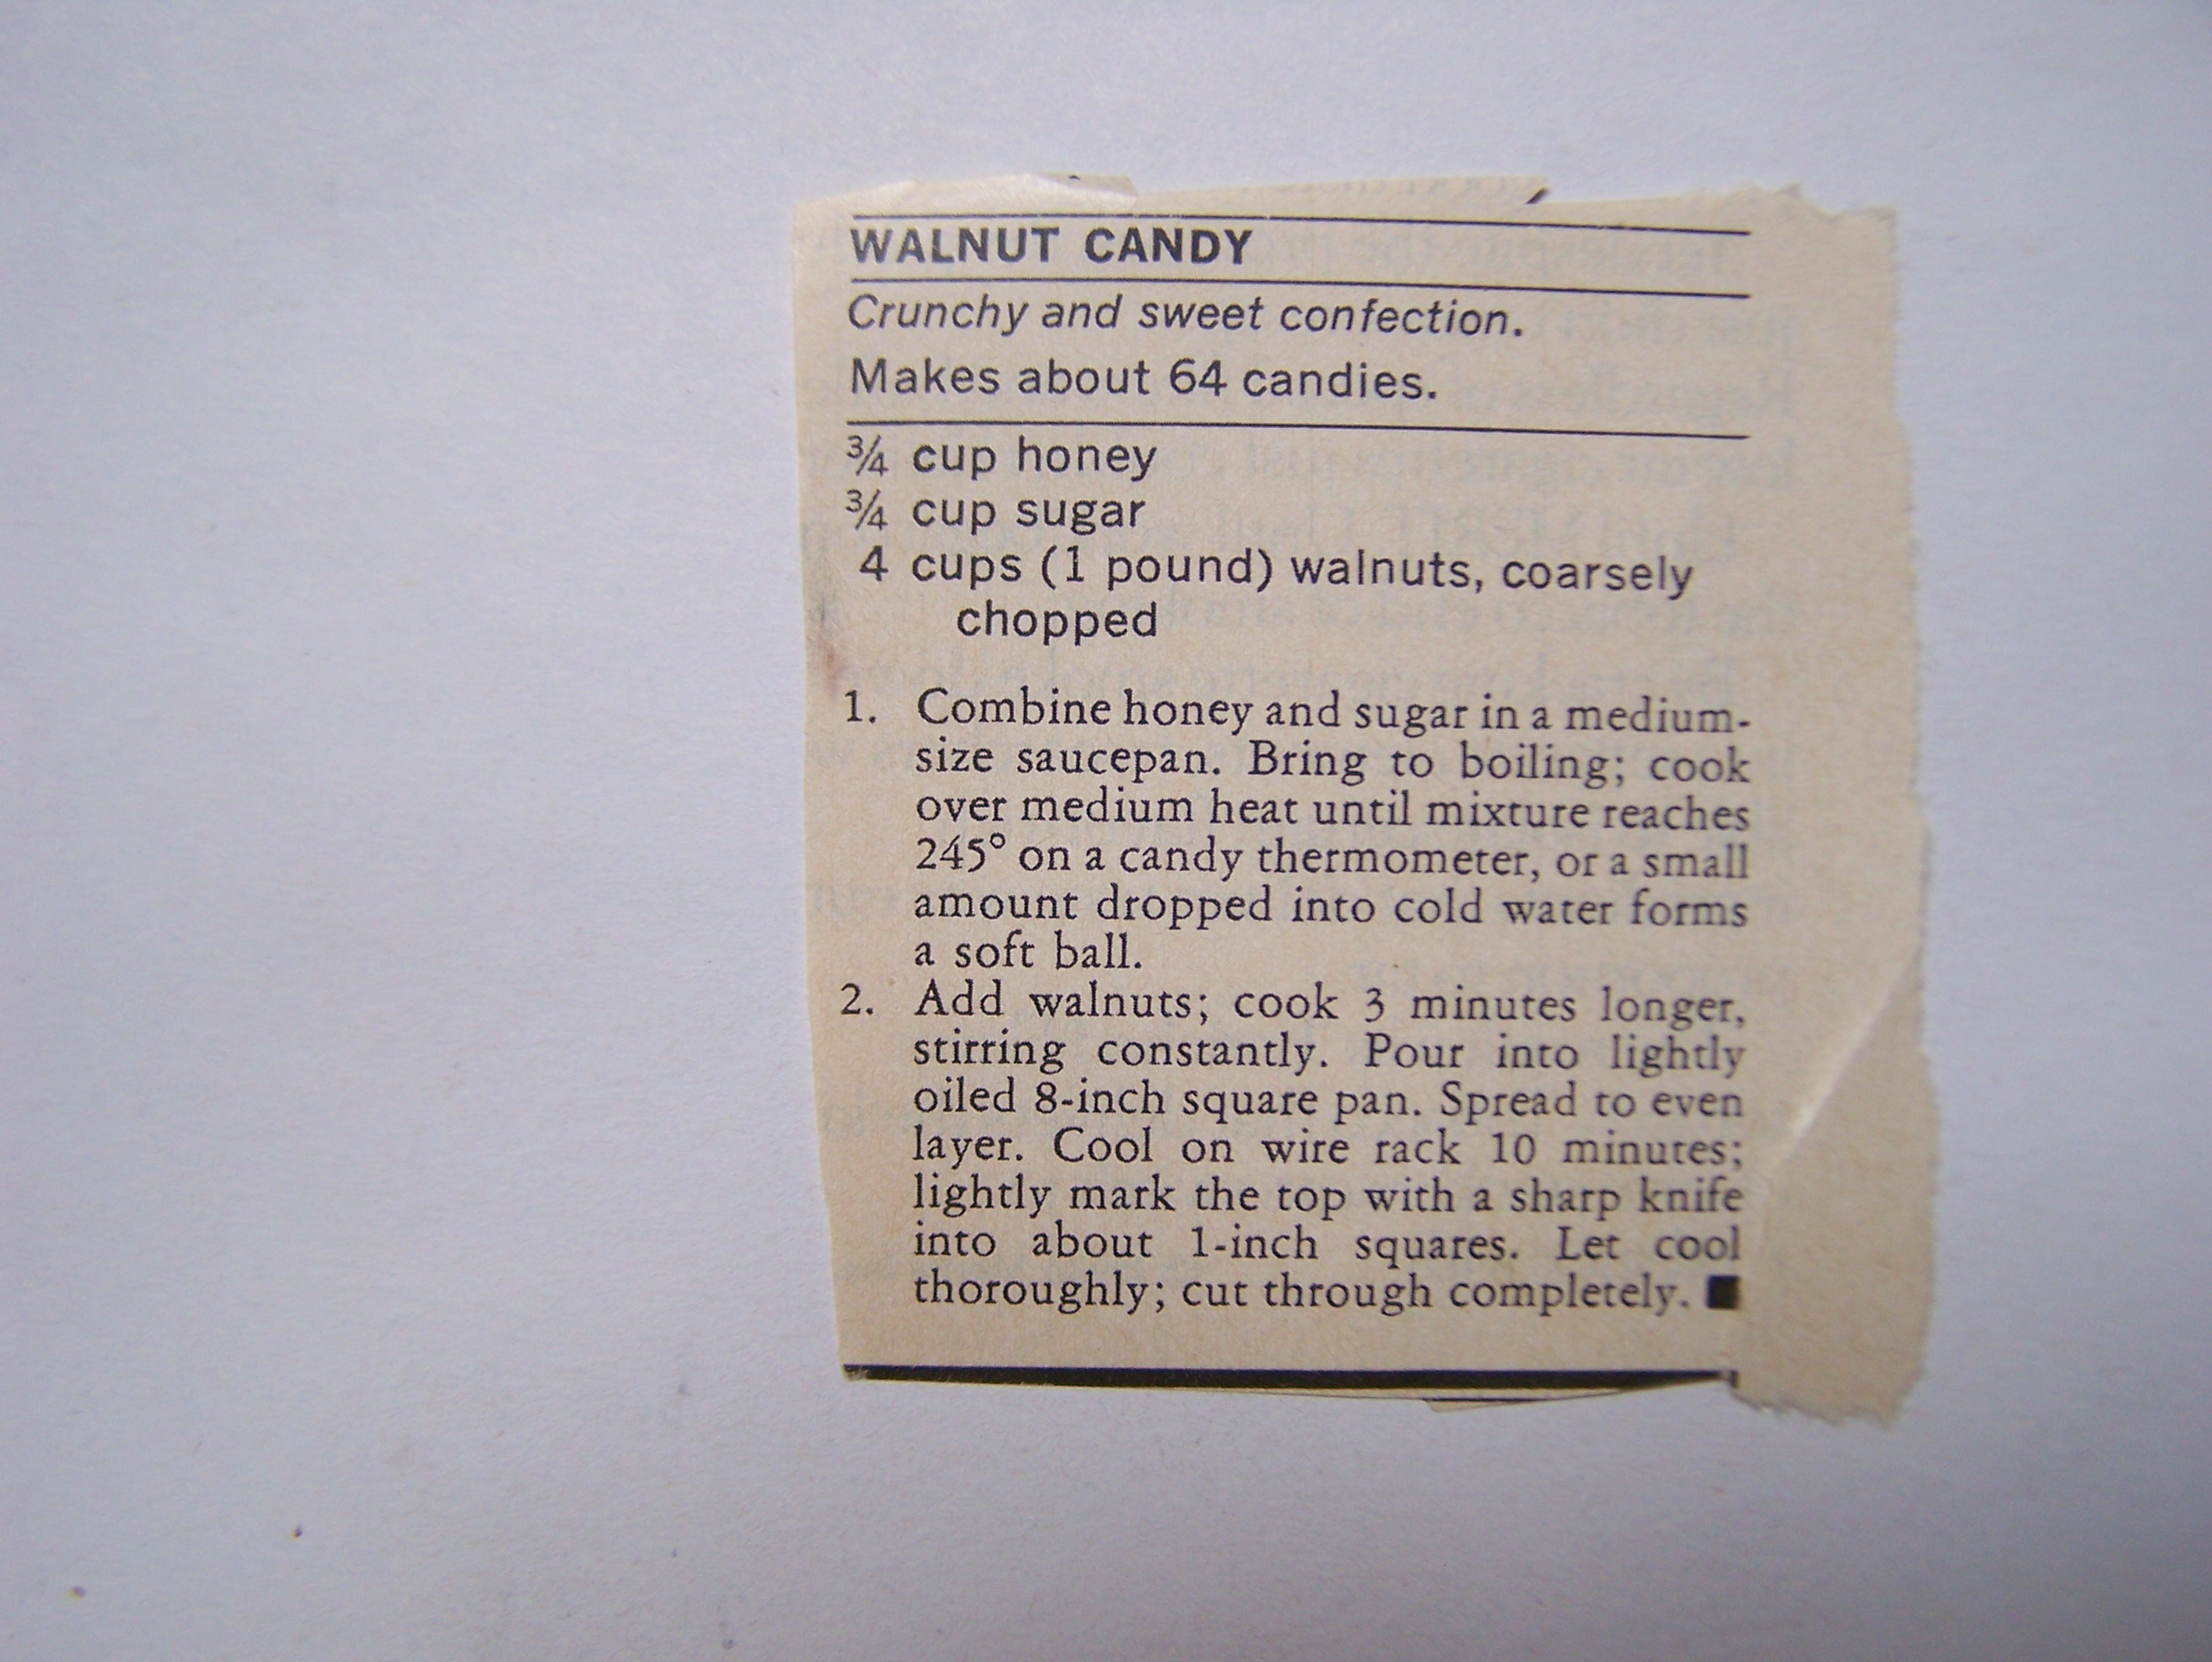 WALNUT CANDY
Crunchy and sweet confection.
Makes about 64 candies.
¾ cup honey
¾ cup sugar
4 cups (1 pound) walnuts, coarsely
chopped
1. Combine honey and sugar in a medium-
size saucepan. Bring to boiling; cook
over medium heat until mixture reaches
245° on a candy thermometer, or a small
amount dropped into cold water forms
a soft ball.
2. Add walnuts; cook 3 minutes longer,
stirring constantly. Pour into lightly
oiled 8-inch square pan. Spread to even
layer. Cool on wire rack 10 minutes;
lightly mark the top with a sharp knife
into about 1-inch squares. Let cool
thoroughly; cut through completely. ■